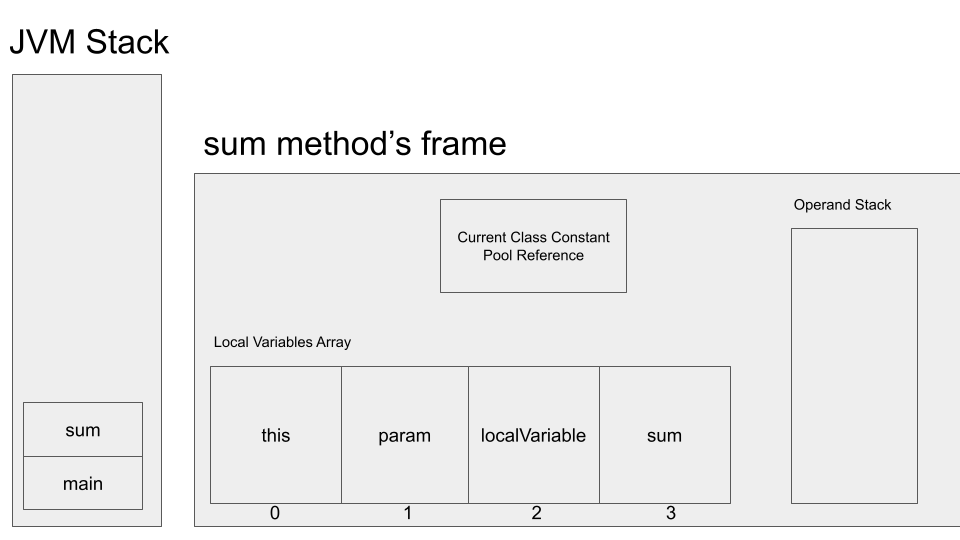 JVM Stack
sum method’s frame
Operand Stack
Current Class Constant
Pool Reference
Local Variables Array
sum
main
this
param
localVariable
sum
0
1
2
3